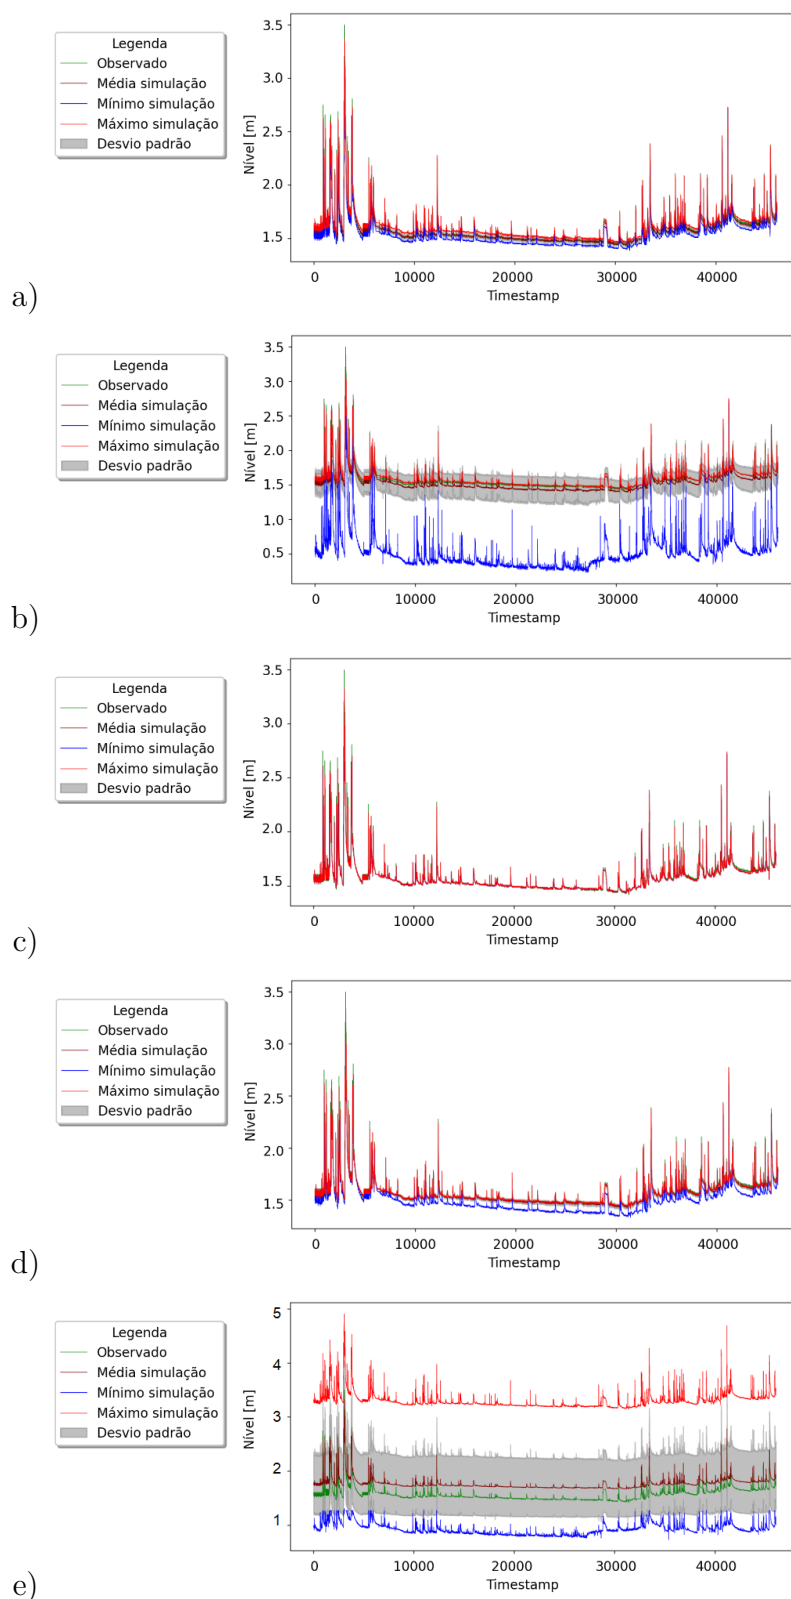 Legenda
Observado
Média simulação
Mínimo simulação
Máximo simulação
Desvio padrão
Nível [m]
3.5
3.0
2.5
2.0
1.5
0 10000 20000 30000 40000
Timestamp
a)
Legenda
Observado
Média simulação
Mínimo simulação
Máximo simulação
Desvio padrão
Nível [m]
3.5
3.0
2.5
2.0
1.5
1.0
0.5
0 10000 20000 30000 40000
Timestamp
b)
Legenda
Observado
Média simulação
Mínimo simulação
Máximo simulação
Desvio padrão
Nível [m]
3.5
3.0
2.5
2.0
1.5
0 10000 20000 30000 40000
Timestamp
c)
Legenda
Observado
Média simulação
Mínimo simulação
Máximo simulação
Desvio padrão
Nível [m]
3.5
3.0
2.5
2.0
1.5
0 10000 20000 30000 40000
Timestamp
d)
Legenda
Observado
Média simulação
Mínimo simulação
Máximo simulação
Desvio padrão
Nível [m]
5
4
3
2
1
0 10000 20000 30000 40000
Timestamp
e)